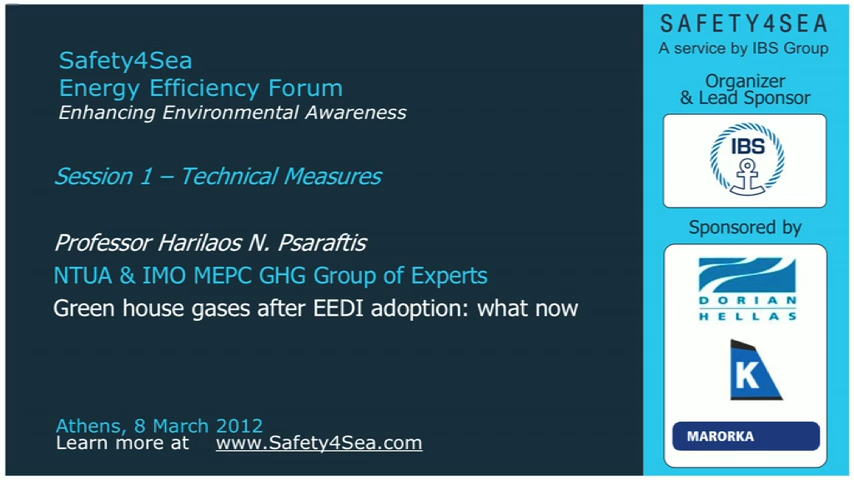 Safety4Sea
Energy Efficiency Forum
Enhancing Environmental Awareness
Session 1 – Technical Measures
Professor Harilaos N. Psaraftis
NTUA & IMO MEPC GHG Group of Experts
Green house gases after EEDI adoption: what now
Athens, 8 March 2012
Learn more at www.Safety4Sea.com
SAFETY4SEA
A service by IBS Group
Organizer
& Lead Sponsor
IBS
Sponsored by
DORIAN
HELLAS
K
MARORKA